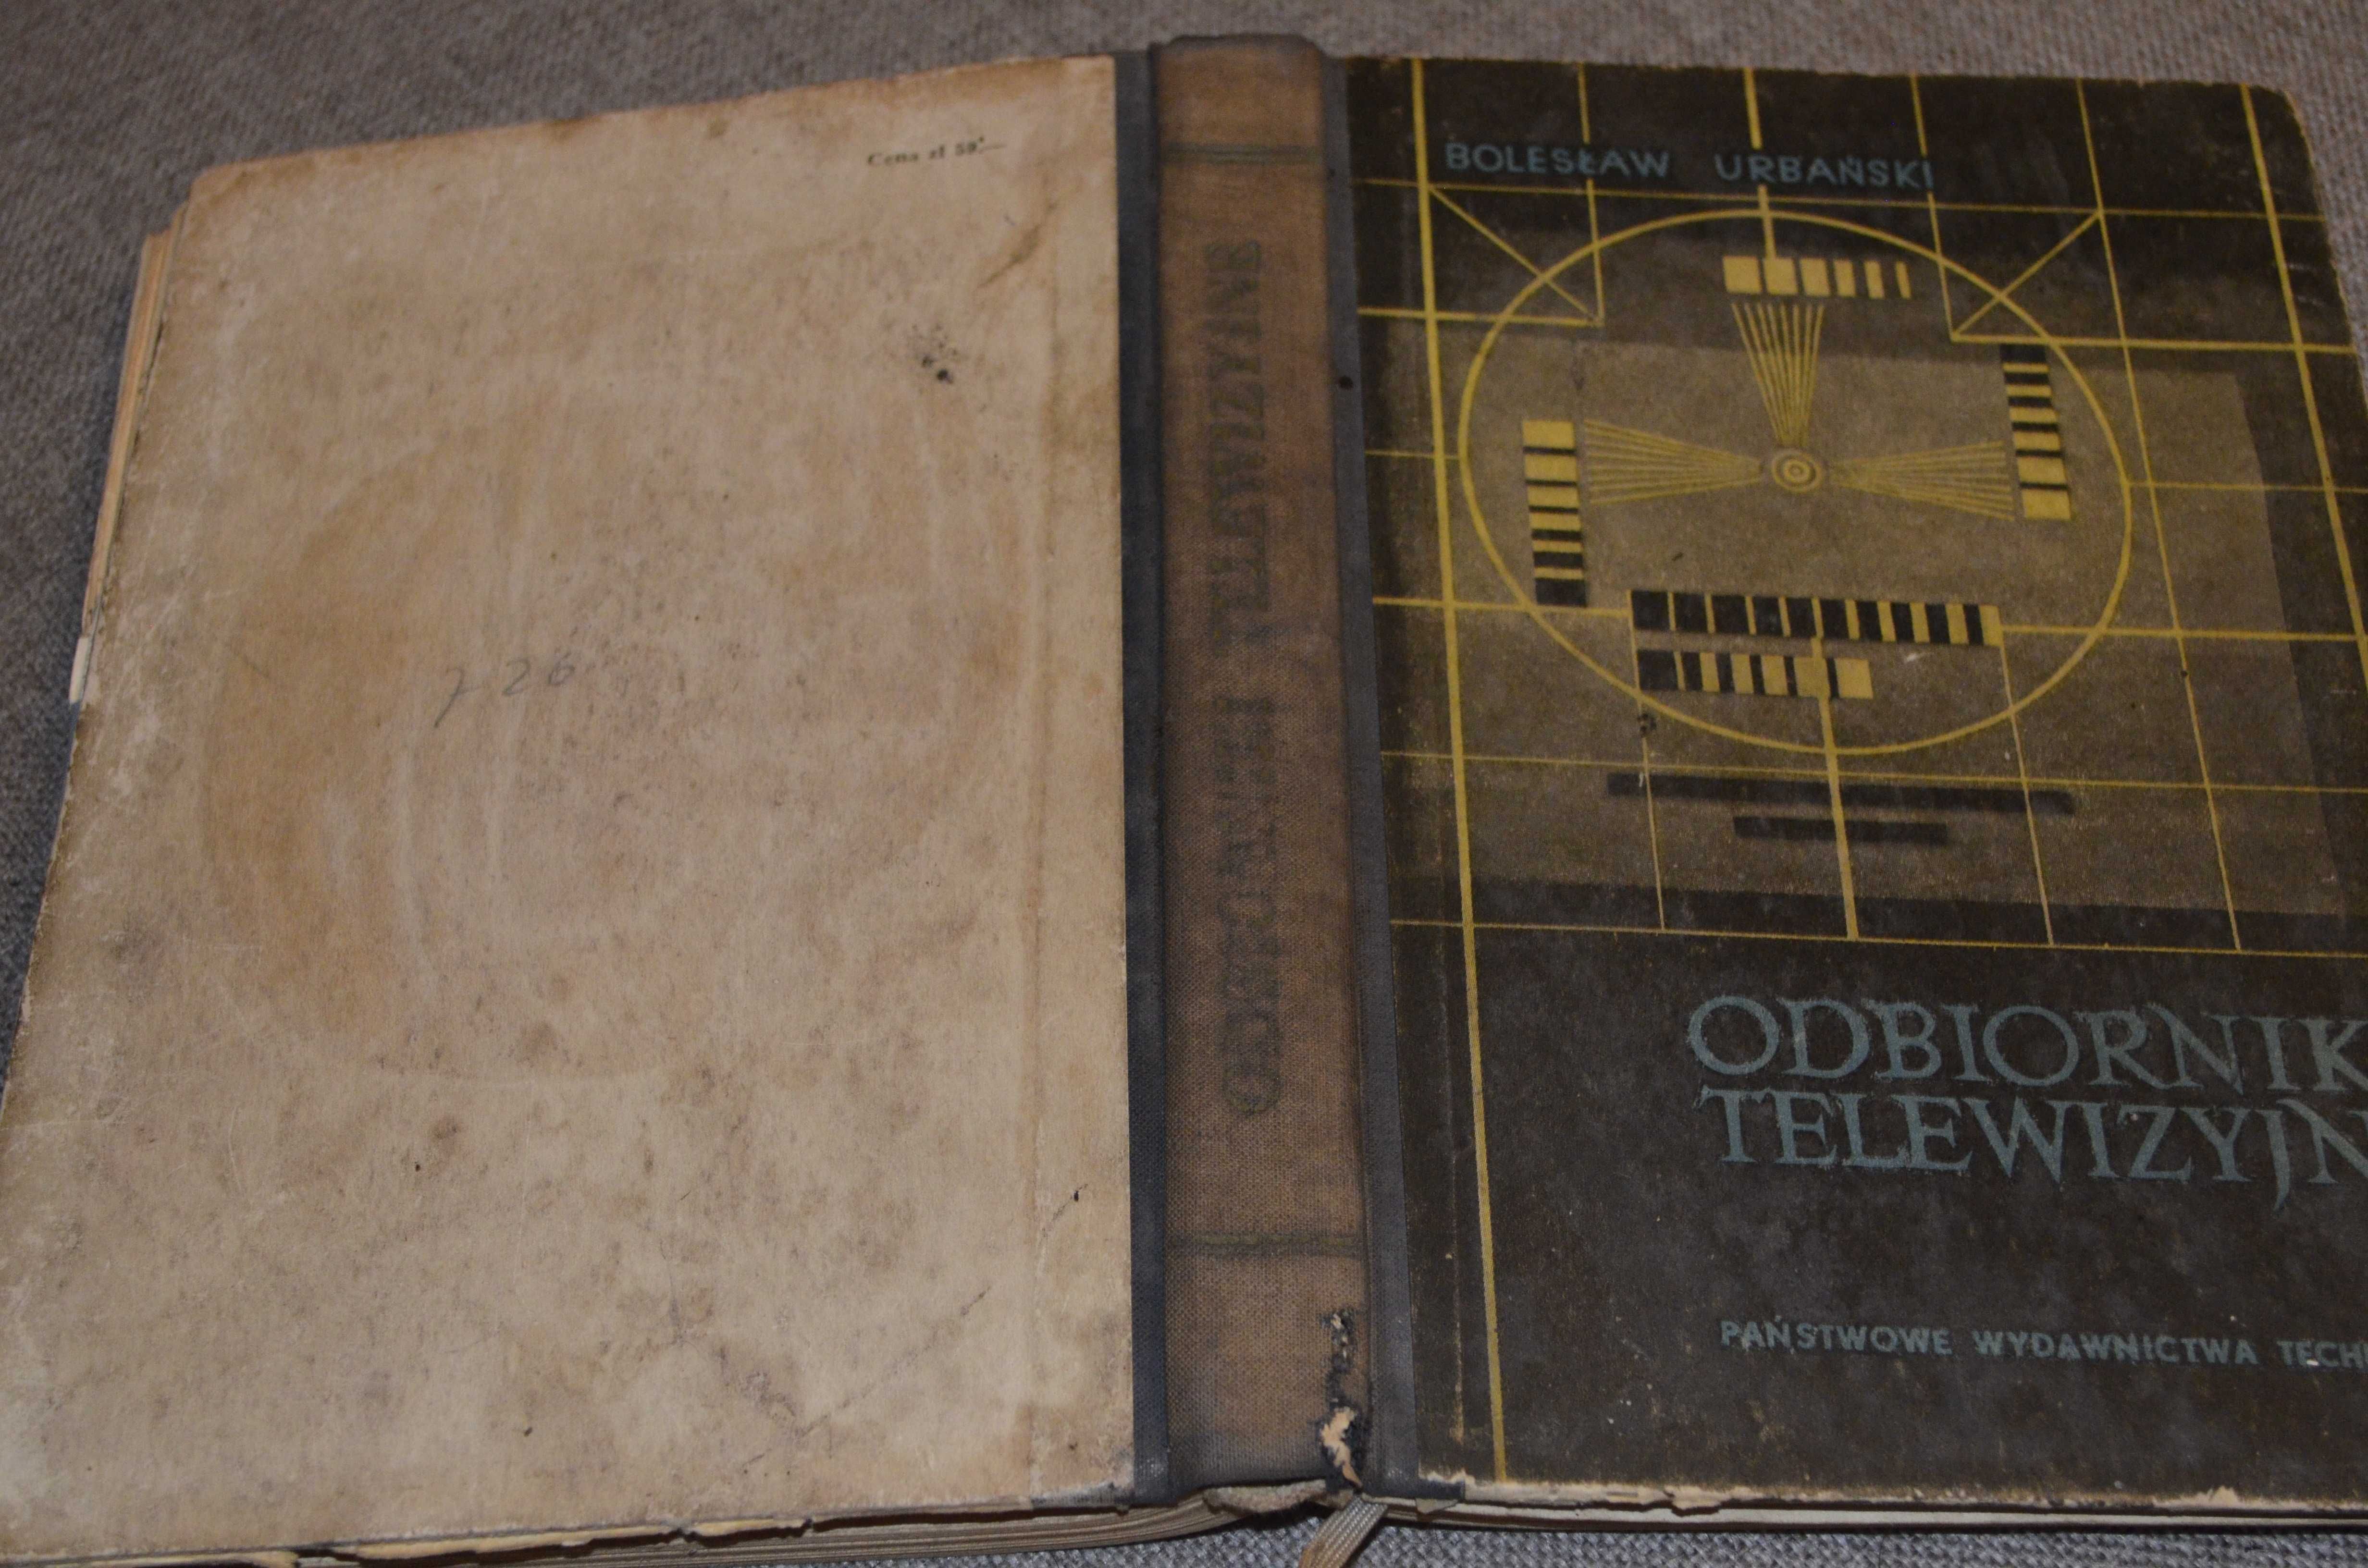 Cena zł 59.—
726
ODBIORNIKI TELEWIZYJNE
BOLESŁAW URBAŃSKI
ODBIORNIK
TELEWIZYJN
PAŃSTWOWE WYDAWNICTWA TECH